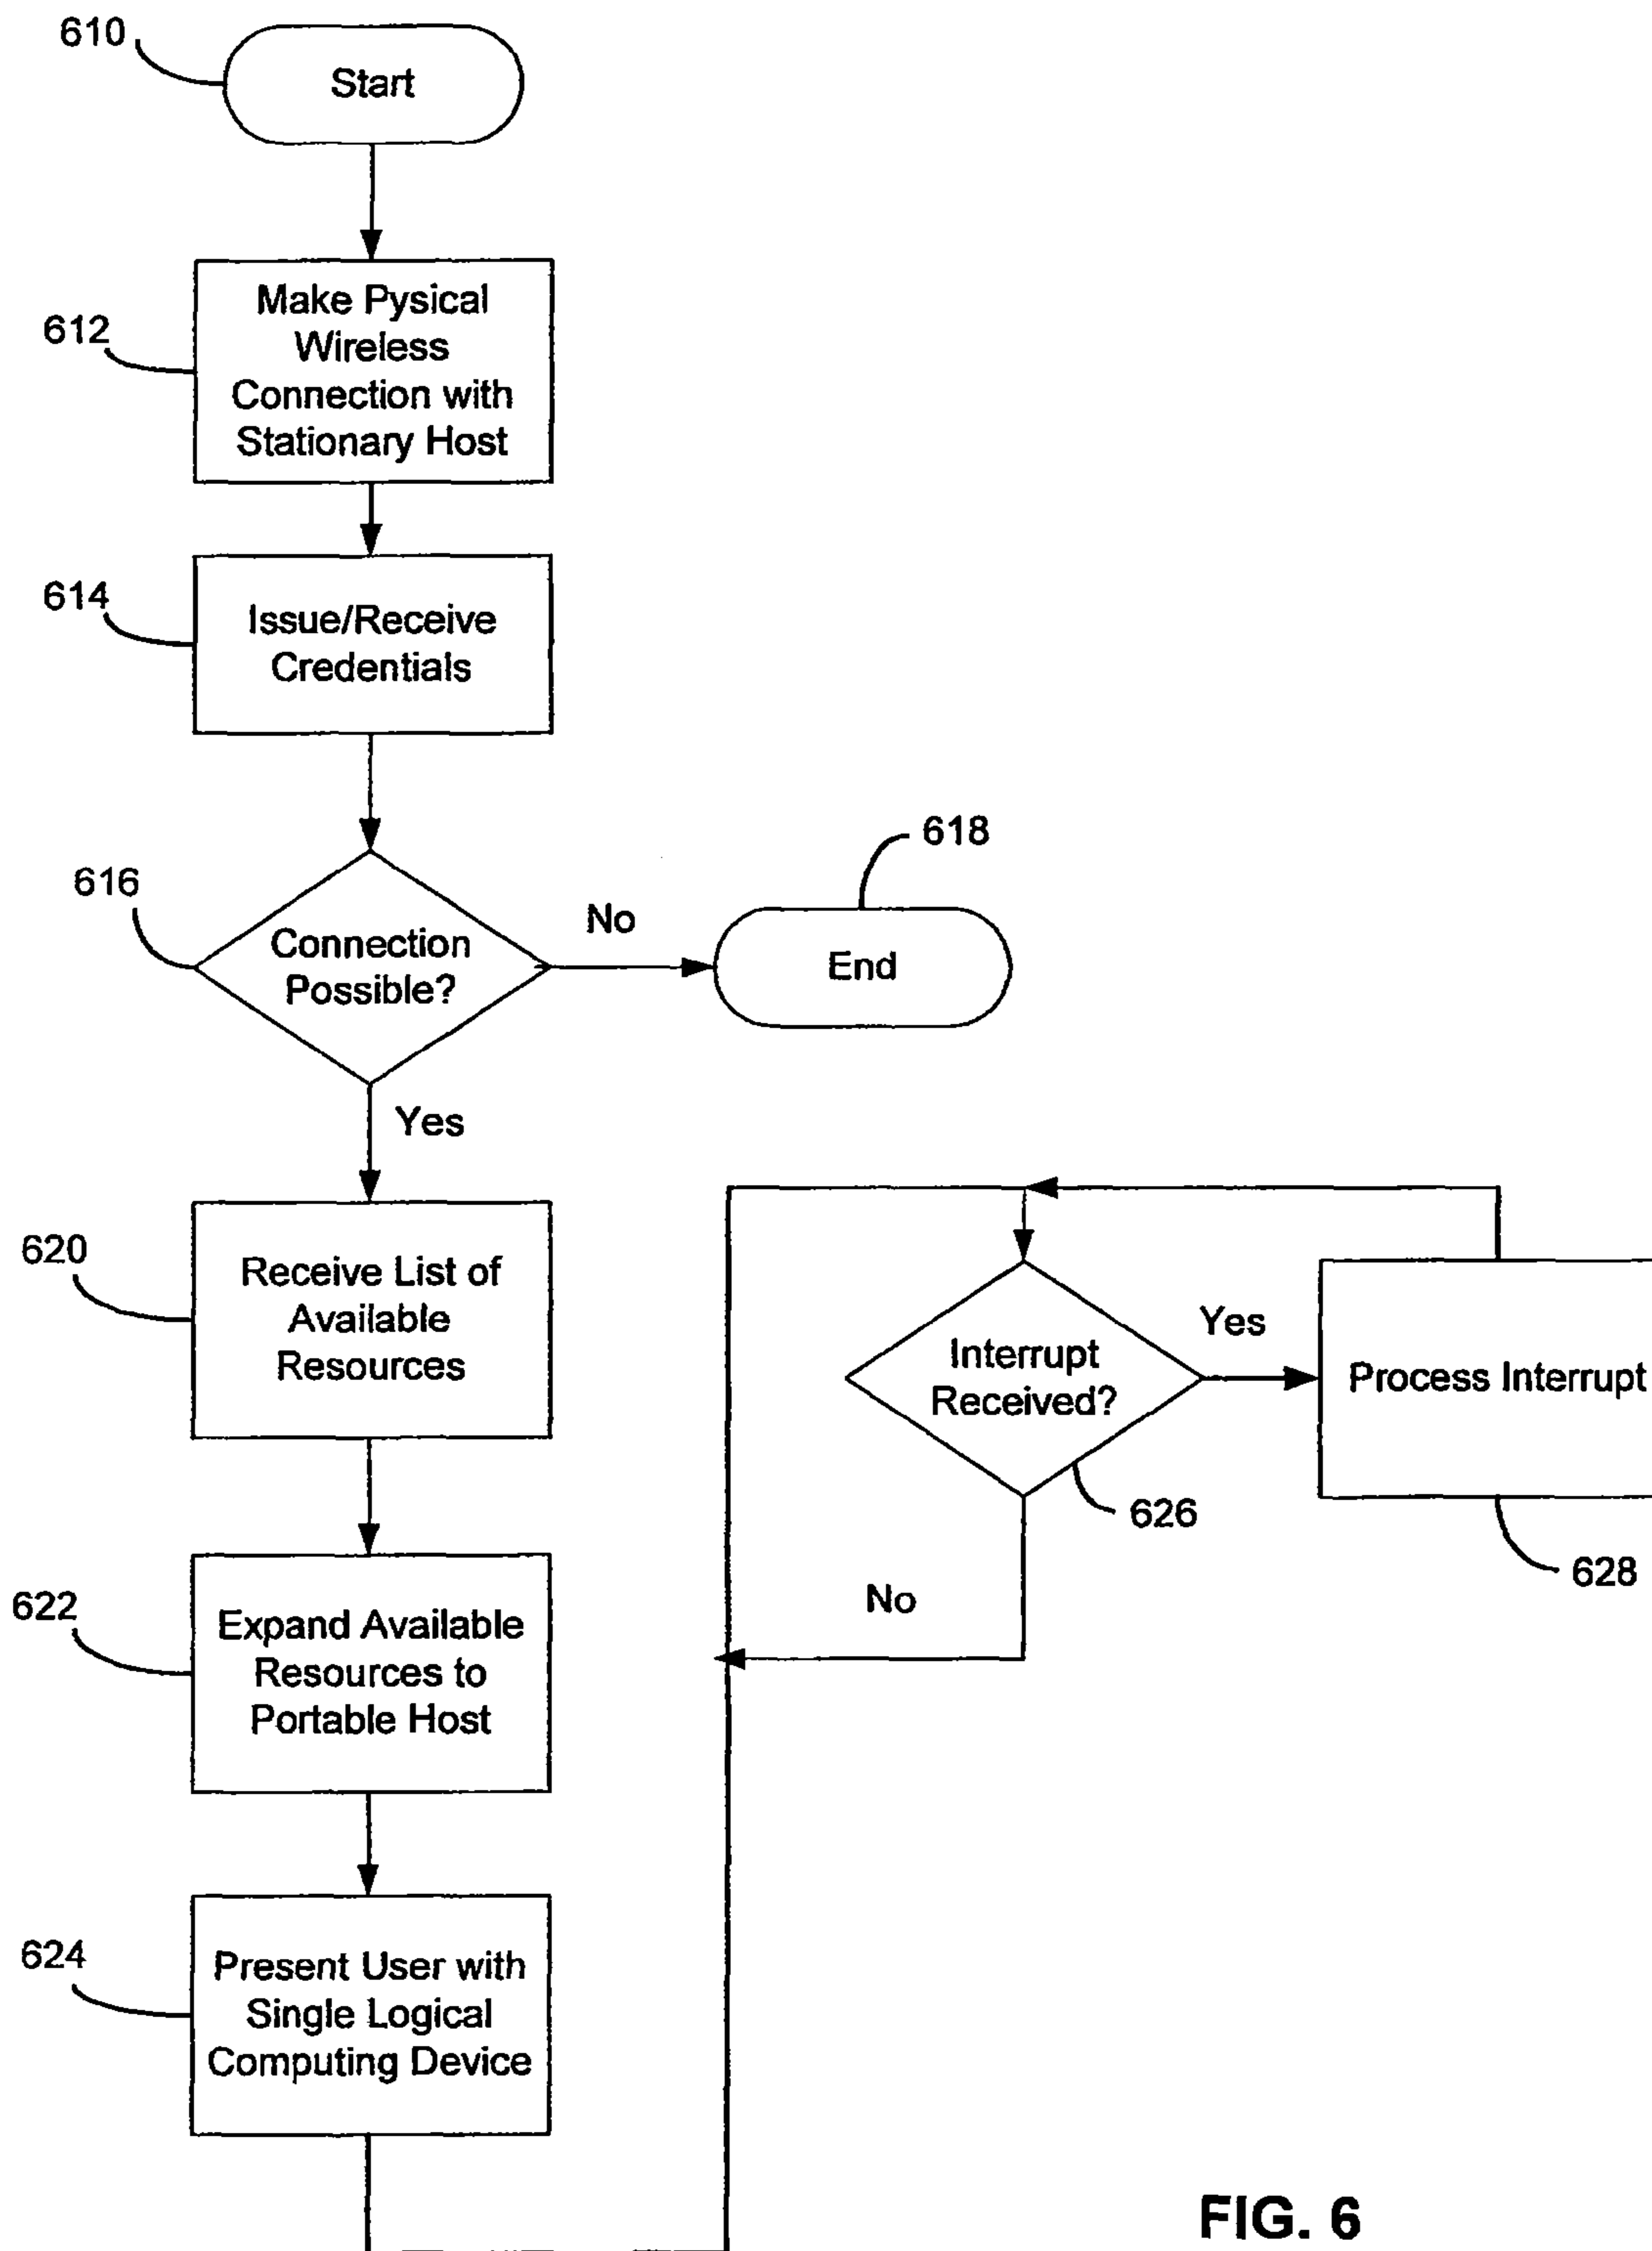 610
Start
612
Make Pysical
Wireless
Connection with
Stationary Host
614
Issue/Receive
Credentials
616
Connection
Possible?
No
618
End
Yes
620
Receive List of
Available
Resources
622
Expand Available
Resources to
Portable Host
624
Present User with
Single Logical
Computing Device
Interrupt
Received?
626
Yes
Process Interrupt
628
No
FIG. 6